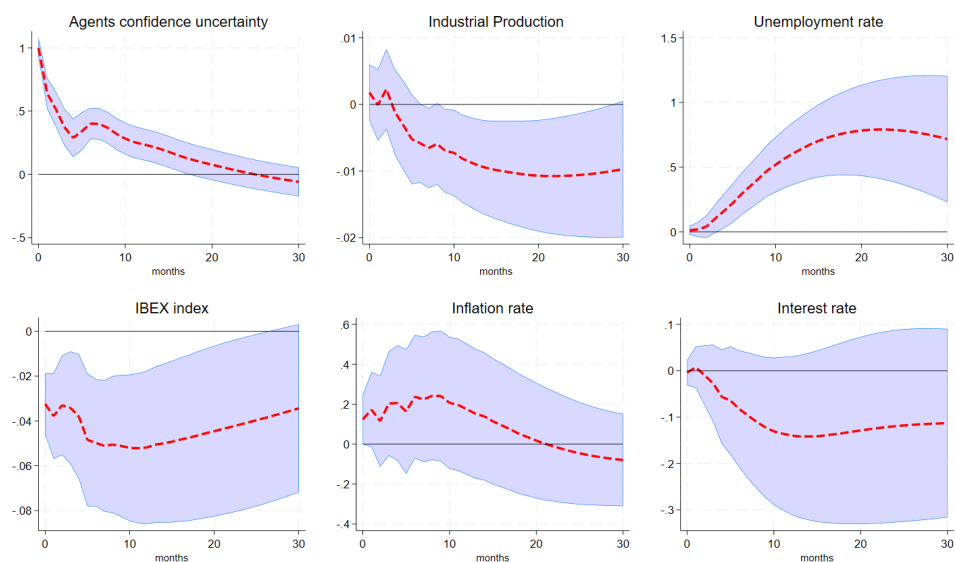 Agents confidence uncertainty
1
.5
0
-.5
0 10 20 30
months
Industrial Production
.01
0
-.01
-.02
0 10 20 30
months
Unemployment rate
1.5
1
.5
0
0 10 20 30
months
IBEX index
0
-.02
-.04
-.06
-.08
0 10 20 30
months
Inflation rate
.6
.4
.2
0
-.2
-.4
0 10 20 30
months
Interest rate
.1
0
-.1
-.2
-.3
0 10 20 30
months